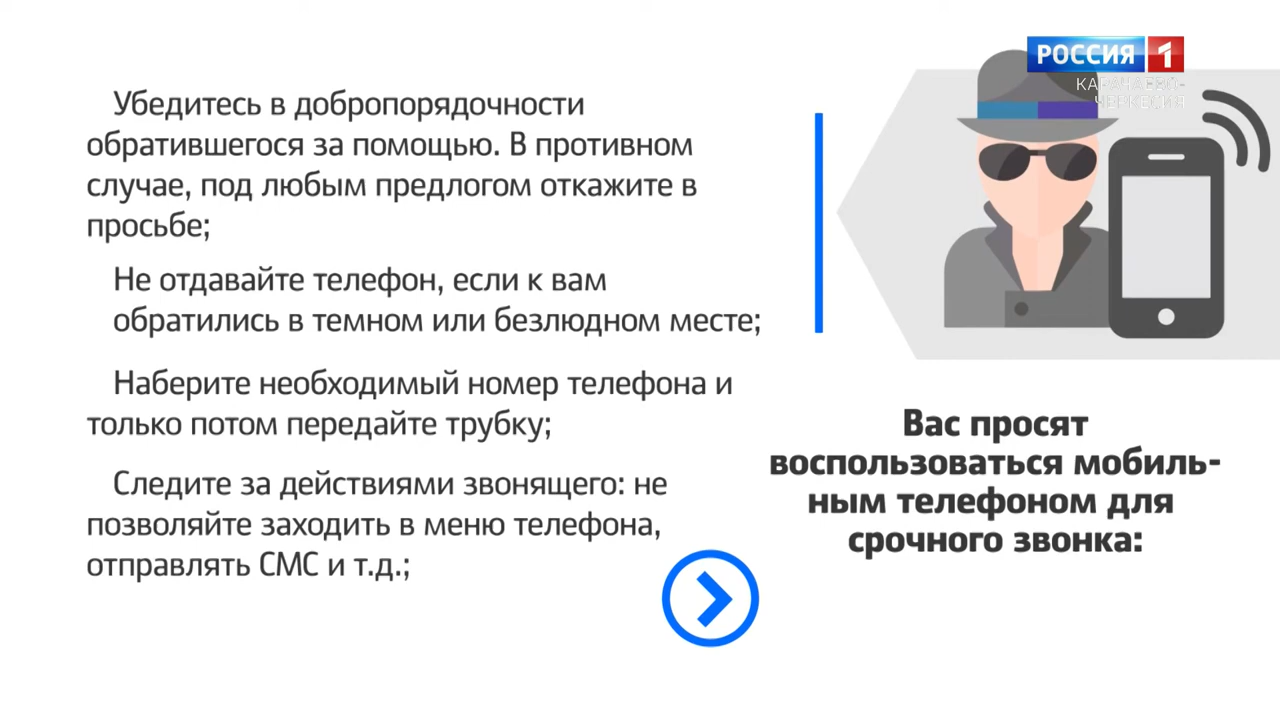 РОССИЯ 1
КАРАЧАЕВО-
ЧЕРКЕСИЯ
Убедитесь в добропорядочности
обратившегося за помощью. В противном
случае, под любым предлогом откажите в
просьбе;
Не отдавайте телефон, если к вам
обратились в темном или безлюдном месте;
Наберите необходимый номер телефона и
только потом передайте трубку;
Следите за действиями звонящего: не
позволяйте заходить в меню телефона,
отправлять СМС и т.д.;
Вас просят
воспользоваться мобиль-
ным телефоном для
срочного звонка: